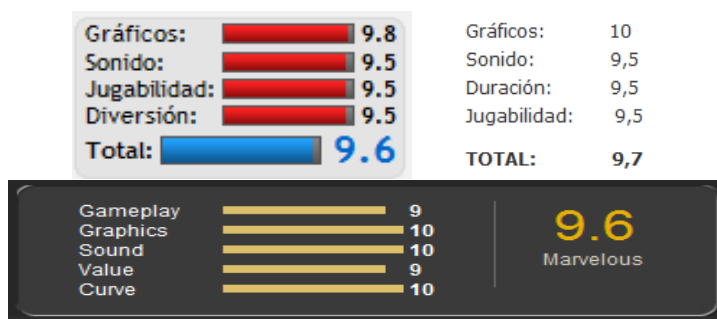 Gráficos: 9.8
Sonido: 9.5
Jugabilidad: 9.5
Diversión: 9.5
Total: 9.6
Gráficos: 10
Sonido: 9,5
Duración: 9,5
Jugabilidad: 9,5
TOTAL: 9,7
Gameplay 9
Graphics 10
Sound 10
Value 9
Curve 10
9.6
Marvelous